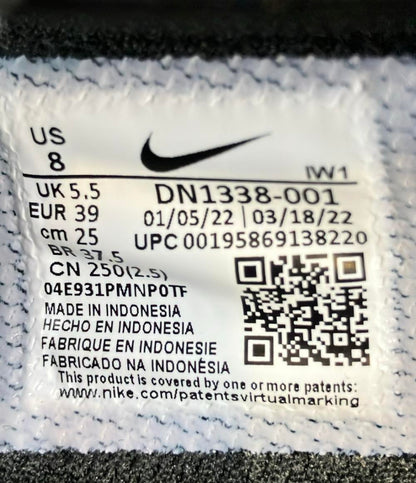 US
8
IW1
UK 5.5
DN1338-001
EUR 39
01/05/22 | 03/18/22
cm 25
UPC 00195869138220
BR 37.5
CN 250(2.5)
04E931PMNP0TF
MADE IN INDONESIA
HECHO EN INDONESIA
FABRIQUE EN INDONESIE
FABRICADO NA INDONÉSIA
This product is covered by one or more patents:
www.nike.com/patentsvirtualmarking